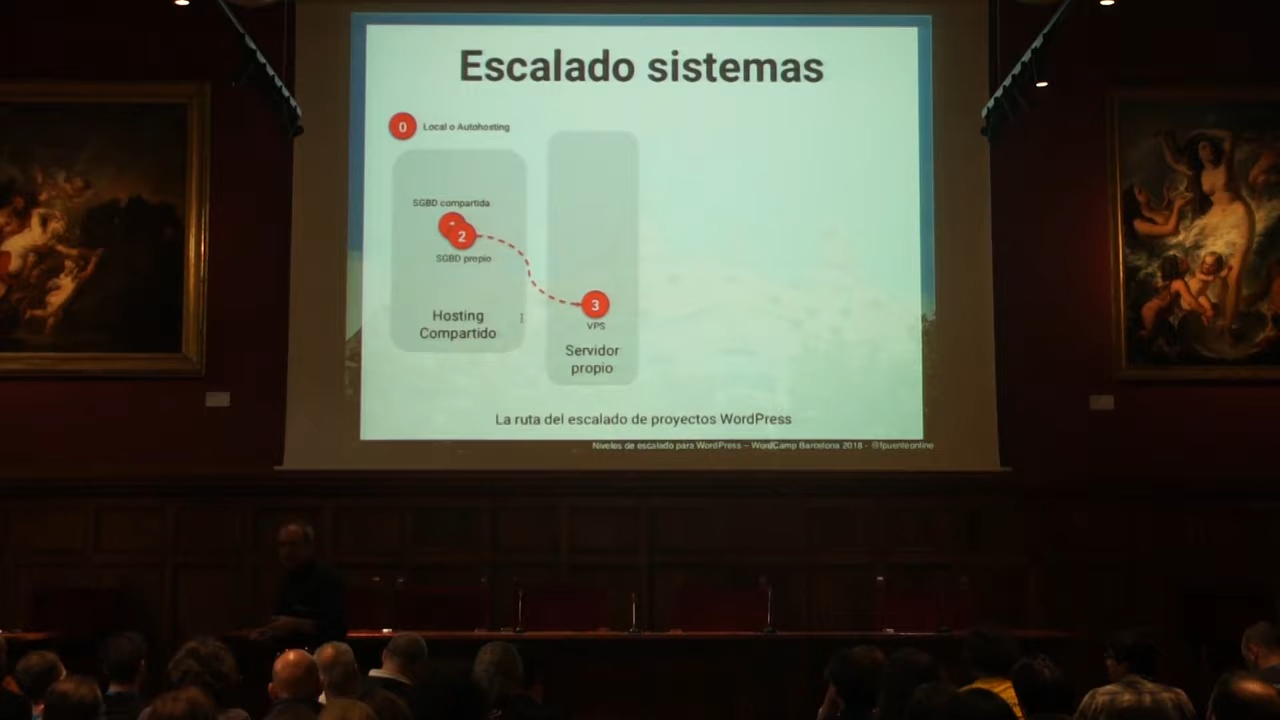 Escalado sistemas
0 Local o Autohosting
SGBD compartida
2
SGBD propio
Hosting
Compartido
3
VPS
Servidor
propio
La ruta del escalado de proyectos WordPress
Niveles de escalado para WordPress – WordCamp Barcelona 2018 - @fpuenteonline